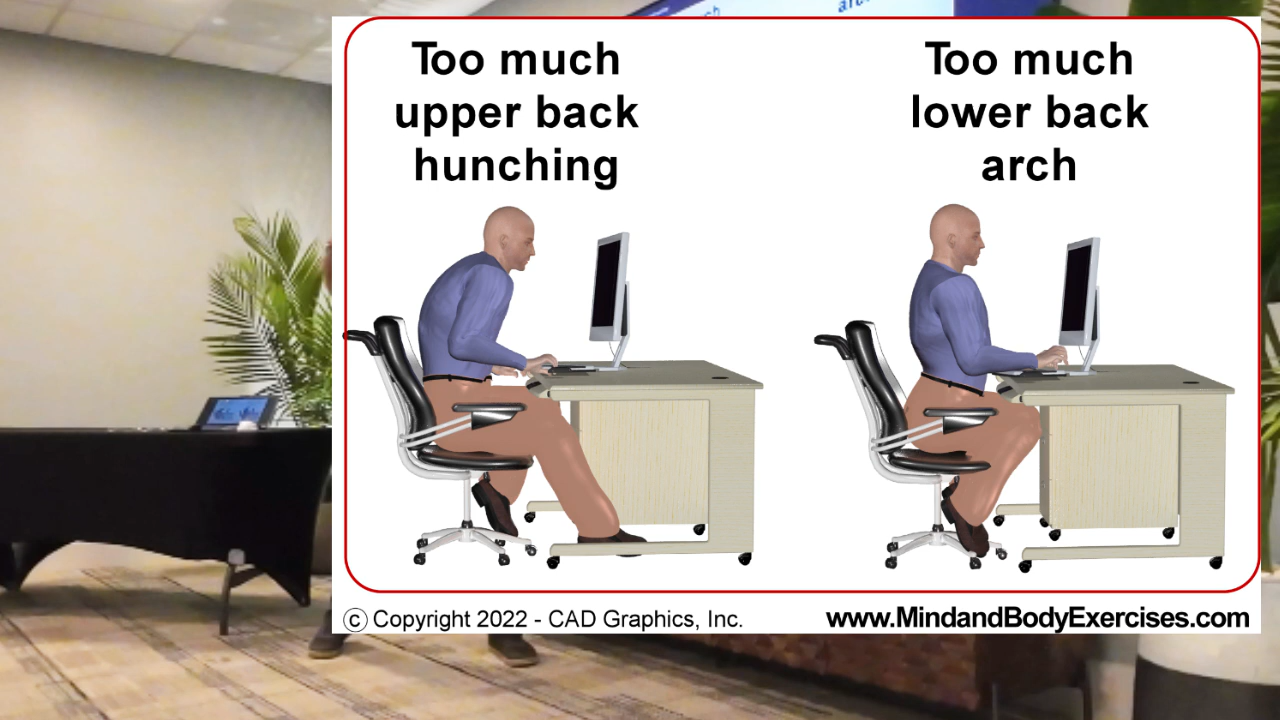 Too much
upper back
hunching
Too much
lower back
arch
© Copyright 2022 - CAD Graphics, Inc.
www.MindandBodyExercises.com